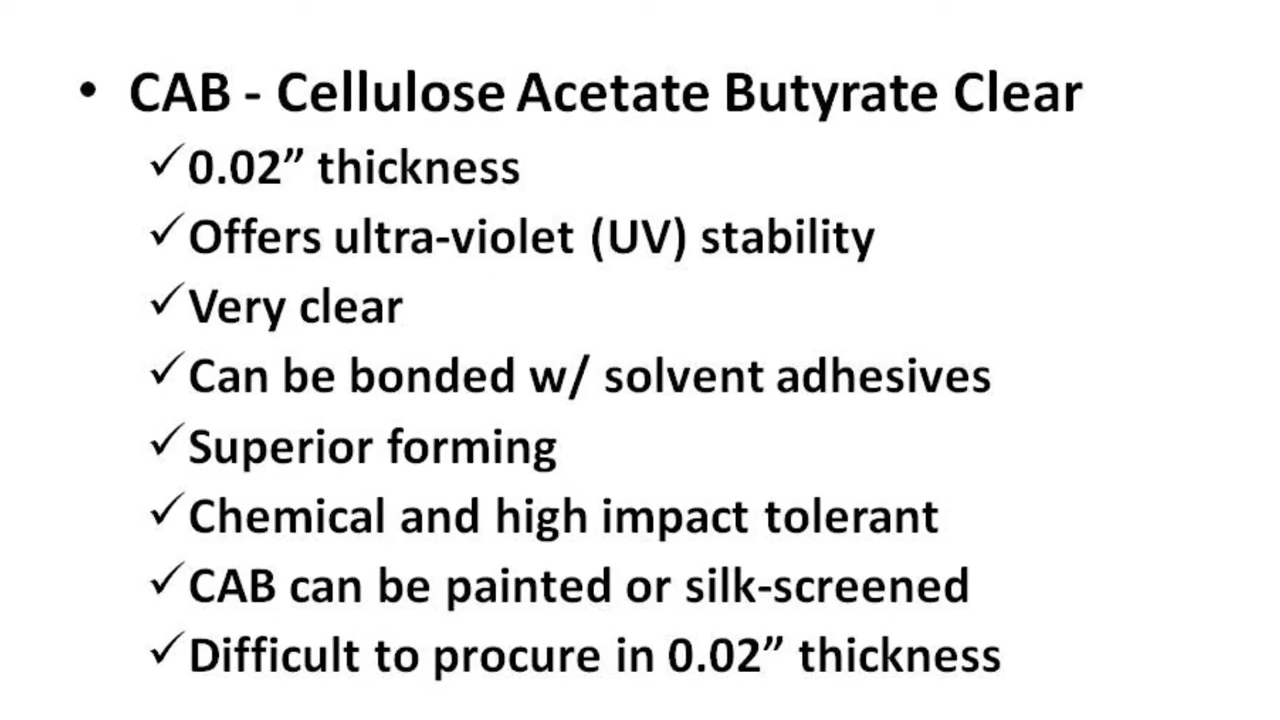 • CAB - Cellulose Acetate Butyrate Clear
✓0.02” thickness
✓Offers ultra-violet (UV) stability
✓Very clear
✓Can be bonded w/ solvent adhesives
✓Superior forming
✓Chemical and high impact tolerant
✓CAB can be painted or silk-screened
✓Difficult to procure in 0.02” thickness